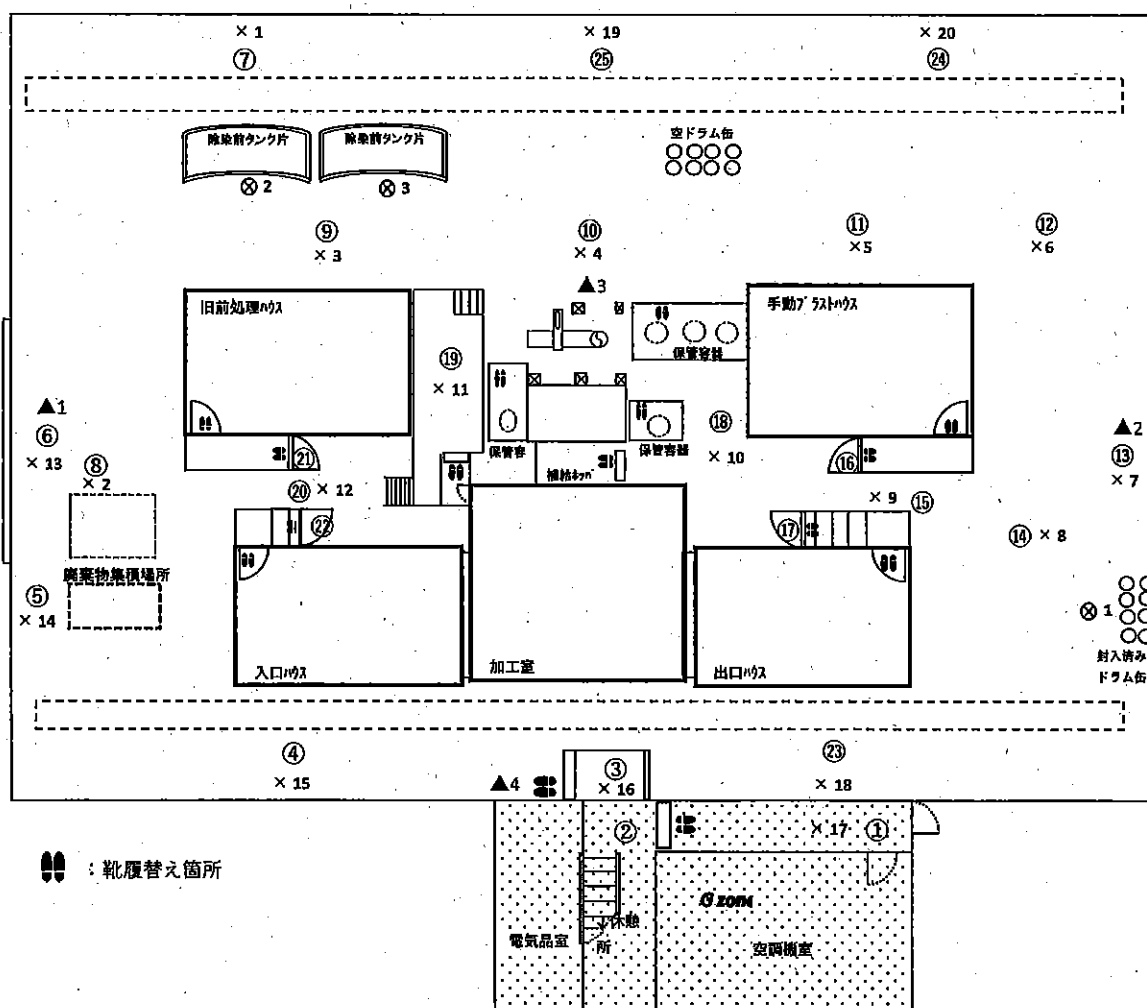 × 1
× 19
× 20
⑦
㉕
㉔
除染前タンク片
除染前タンク片
空ドラム缶
⊗ 2
⊗ 3
⑨
⑩
⑪
⑫
× 3
× 4
× 5
× 6
▲3
旧前処理ハウス
手動ブラストハウス
保管容器
⑲
× 11
▲1
⑥
× 13
⑱
× 10
▲2
⑬
× 7
保管容
保管容器
補助ネット
㉑
⑯
⑧
× 2
⑳
× 12
㉒
× 9
⑮
⑰
⑭ × 8
廃棄物集積場所
⑤
× 14
⊗ 1
封入済み
ドラム缶
入口ハウス
加工室
出口ハウス
④
× 15
▲4
③
× 16
㉓
× 18
②
× 17
①
:靴履替え箇所
G zone
休憩
所
電気品室
空調機室